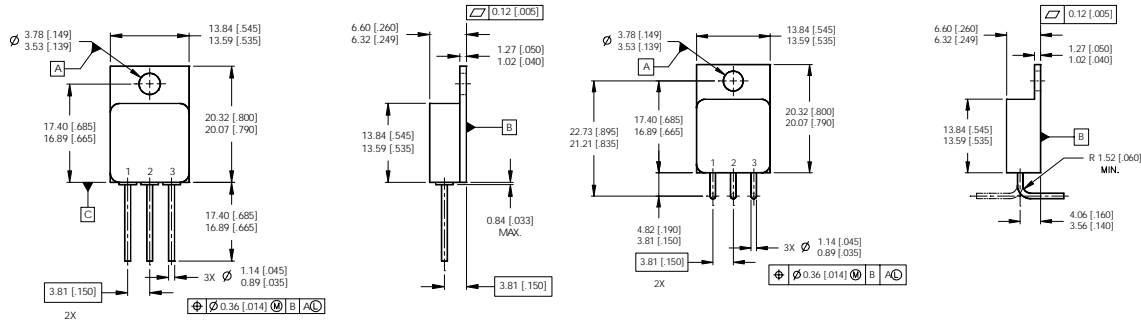 ⌀ 3.78 [.149]
3.53 [.139]
A
13.84 [.545]
13.59 [.535]
17.40 [.685]
16.89 [.665]
20.32 [.800]
20.07 [.790]
1 2 3
C
17.40 [.685]
16.89 [.665]
3X ⌀ 1.14 [.045]
0.89 [.035]
3.81 [.150]
2X
⌖ ⌀ 0.36 [.014] Ⓜ B A Ⓛ
⏥ 0.12 [.005]
6.60 [.260]
6.32 [.249]
1.27 [.050]
1.02 [.040]
13.84 [.545]
13.59 [.535]
B
0.84 [.033]
MAX.
3.81 [.150]
⌀ 3.78 [.149]
3.53 [.139]
A
13.84 [.545]
13.59 [.535]
22.73 [.895]
21.21 [.835]
17.40 [.685]
16.89 [.665]
20.32 [.800]
20.07 [.790]
1 2 3
4.82 [.190]
3.81 [.150]
3X ⌀ 1.14 [.045]
0.89 [.035]
3.81 [.150]
2X
⌖ ⌀ 0.36 [.014] Ⓜ B A Ⓛ
⏥ 0.12 [.005]
6.60 [.260]
6.32 [.249]
1.27 [.050]
1.02 [.040]
13.84 [.545]
13.59 [.535]
B
R 1.52 [.060]
MIN.
4.06 [.160]
3.56 [.140]